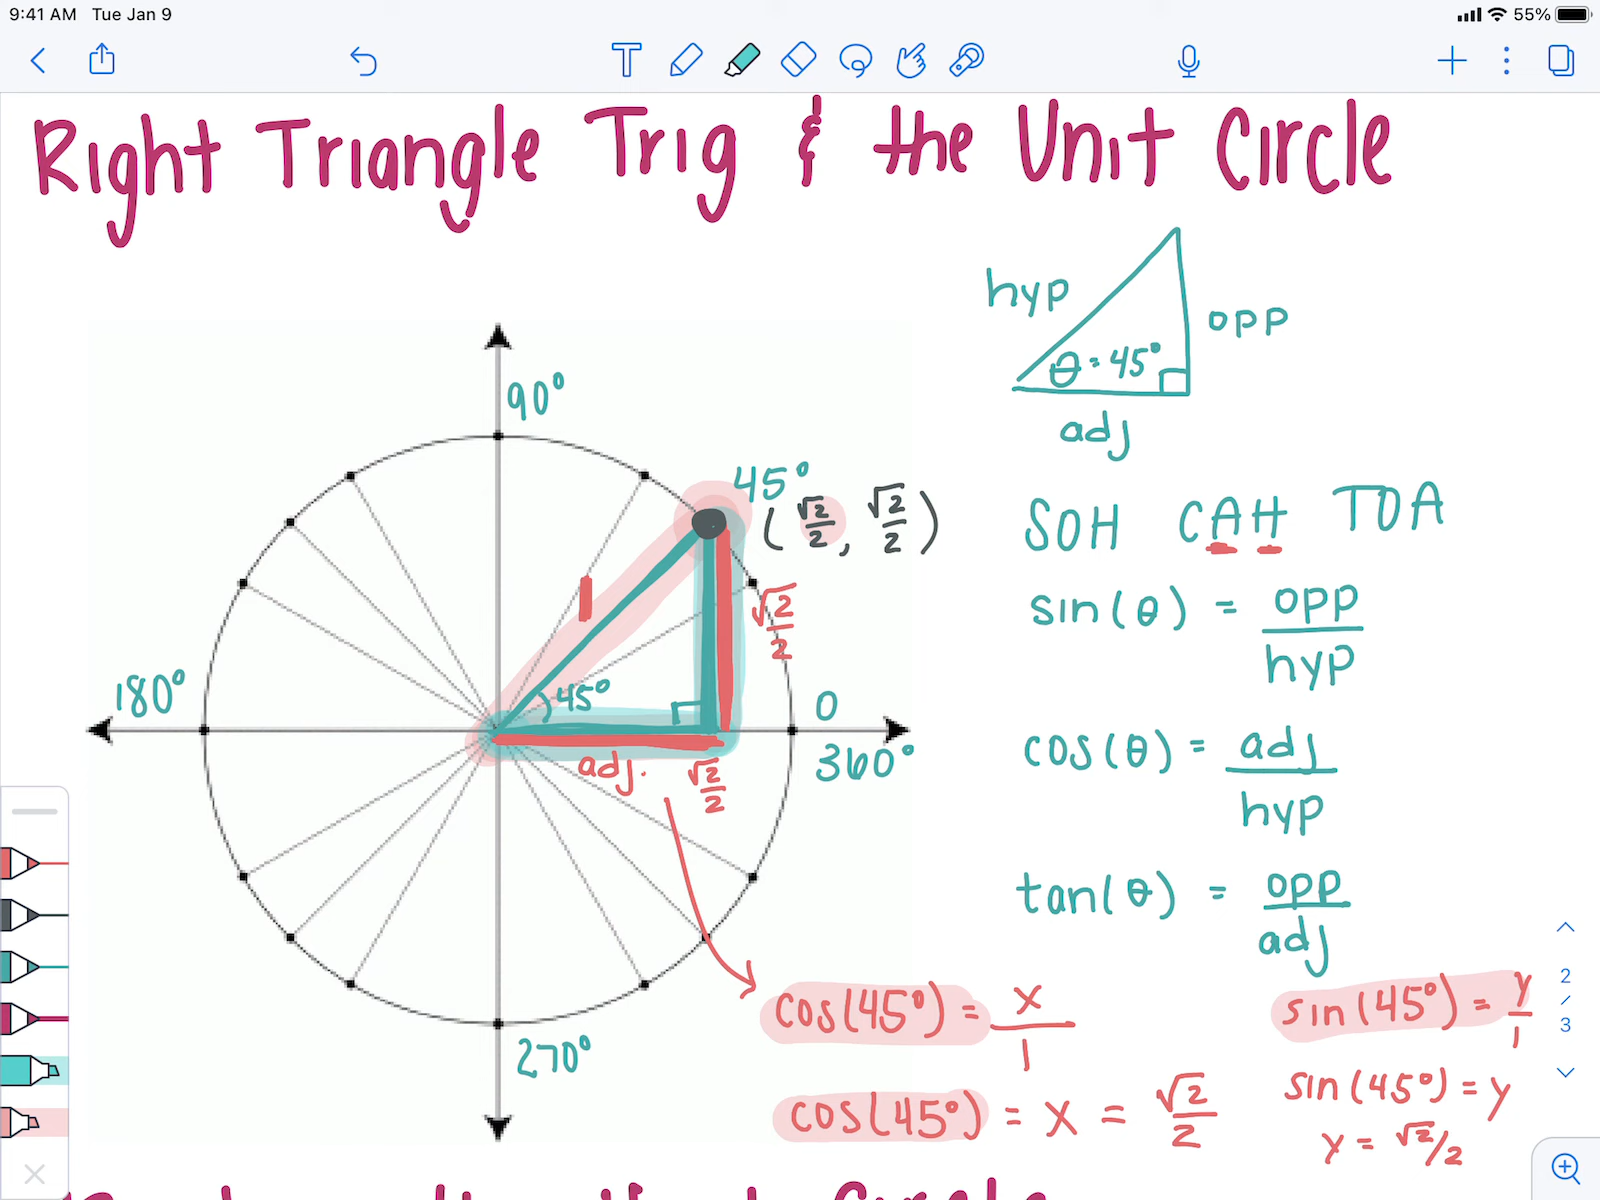 9:41 AM Tue Jan 9
55%
Right Triangle Trig & the Unit Circle
hyp
opp
θ = 45°
adj
90°
45°
(√2/2, √2/2)
1
√2/2
45°
180°
0
360°
adj.
√2/2
270°
SOH CAH TOA
sin(θ) = opp/hyp
cos(θ) = adj/hyp
tan(θ) = opp/adj
cos(45°) = x/1
cos(45°) = x = √2/2
sin(45°) = y/1
sin(45°) = y
y = √2/2
2
/
3